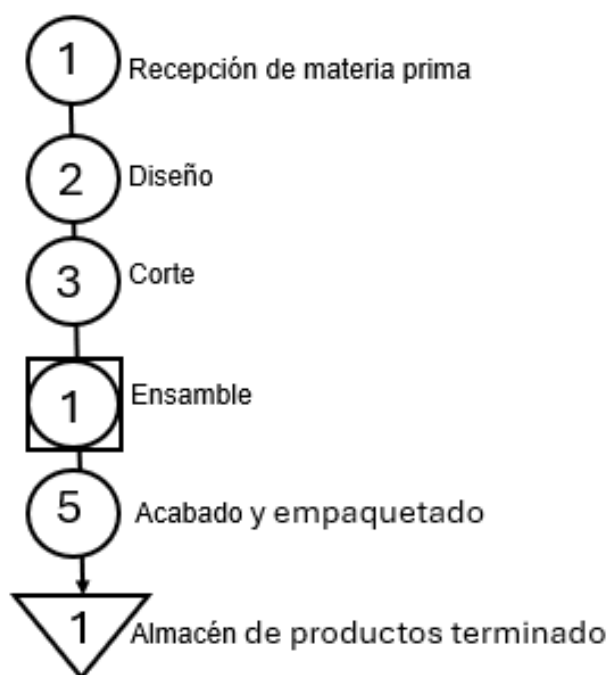 1 Recepción de materia prima
2 Diseño
3 Corte
1 Ensamble
5 Acabado y empaquetado
1 Almacén de productos terminado